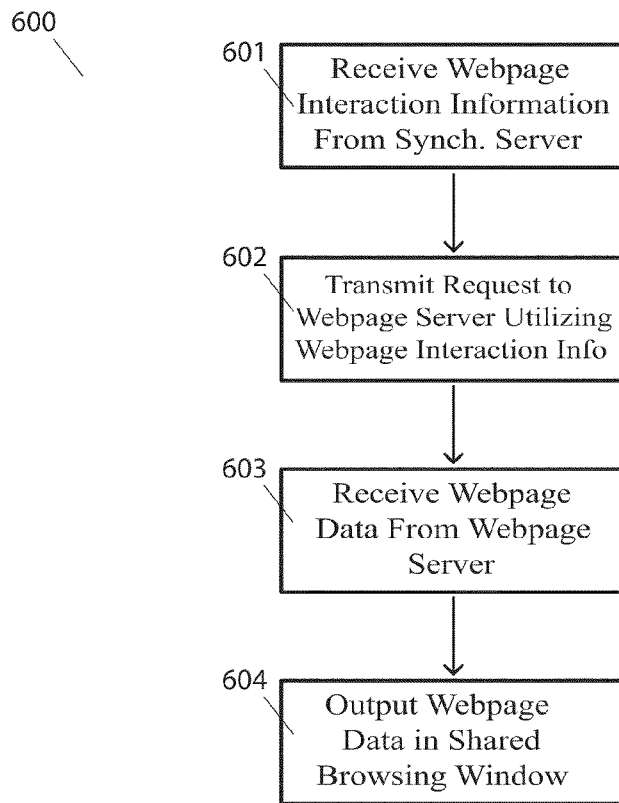 600
601
Receive Webpage
Interaction Information
From Synch. Server
602
Transmit Request to
Webpage Server Utilizing
Webpage Interaction Info
603
Receive Webpage
Data From Webpage
Server
604
Output Webpage
Data in Shared
Browsing Window